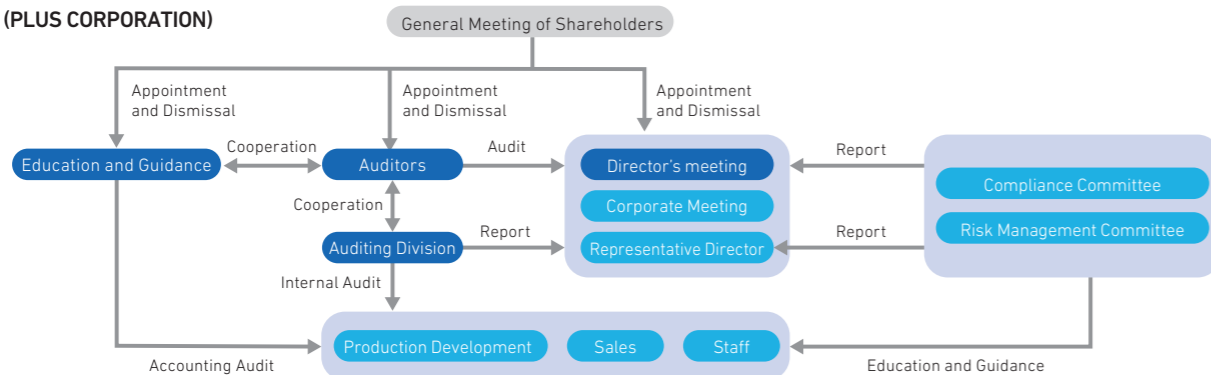 (PLUS CORPORATION)
General Meeting of Shareholders
Appointment
and Dismissal
Appointment
and Dismissal
Appointment
and Dismissal
Education and Guidance
Cooperation
Auditors
Audit
Director's meeting
Report
Compliance Committee
Cooperation
Corporate Meeting
Risk Management Committee
Auditing Division
Report
Representative Director
Report
Internal Audit
Production Development
Sales
Staff
Accounting Audit
Education and Guidance